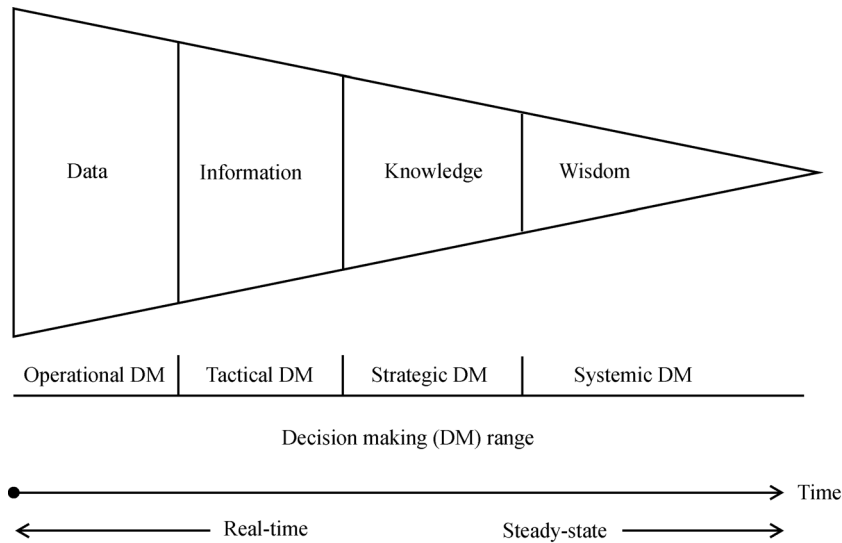 Data Information Knowledge Wisdom
Operational DM Tactical DM Strategic DM Systemic DM
Decision making (DM) range
Time
Real-time Steady-state